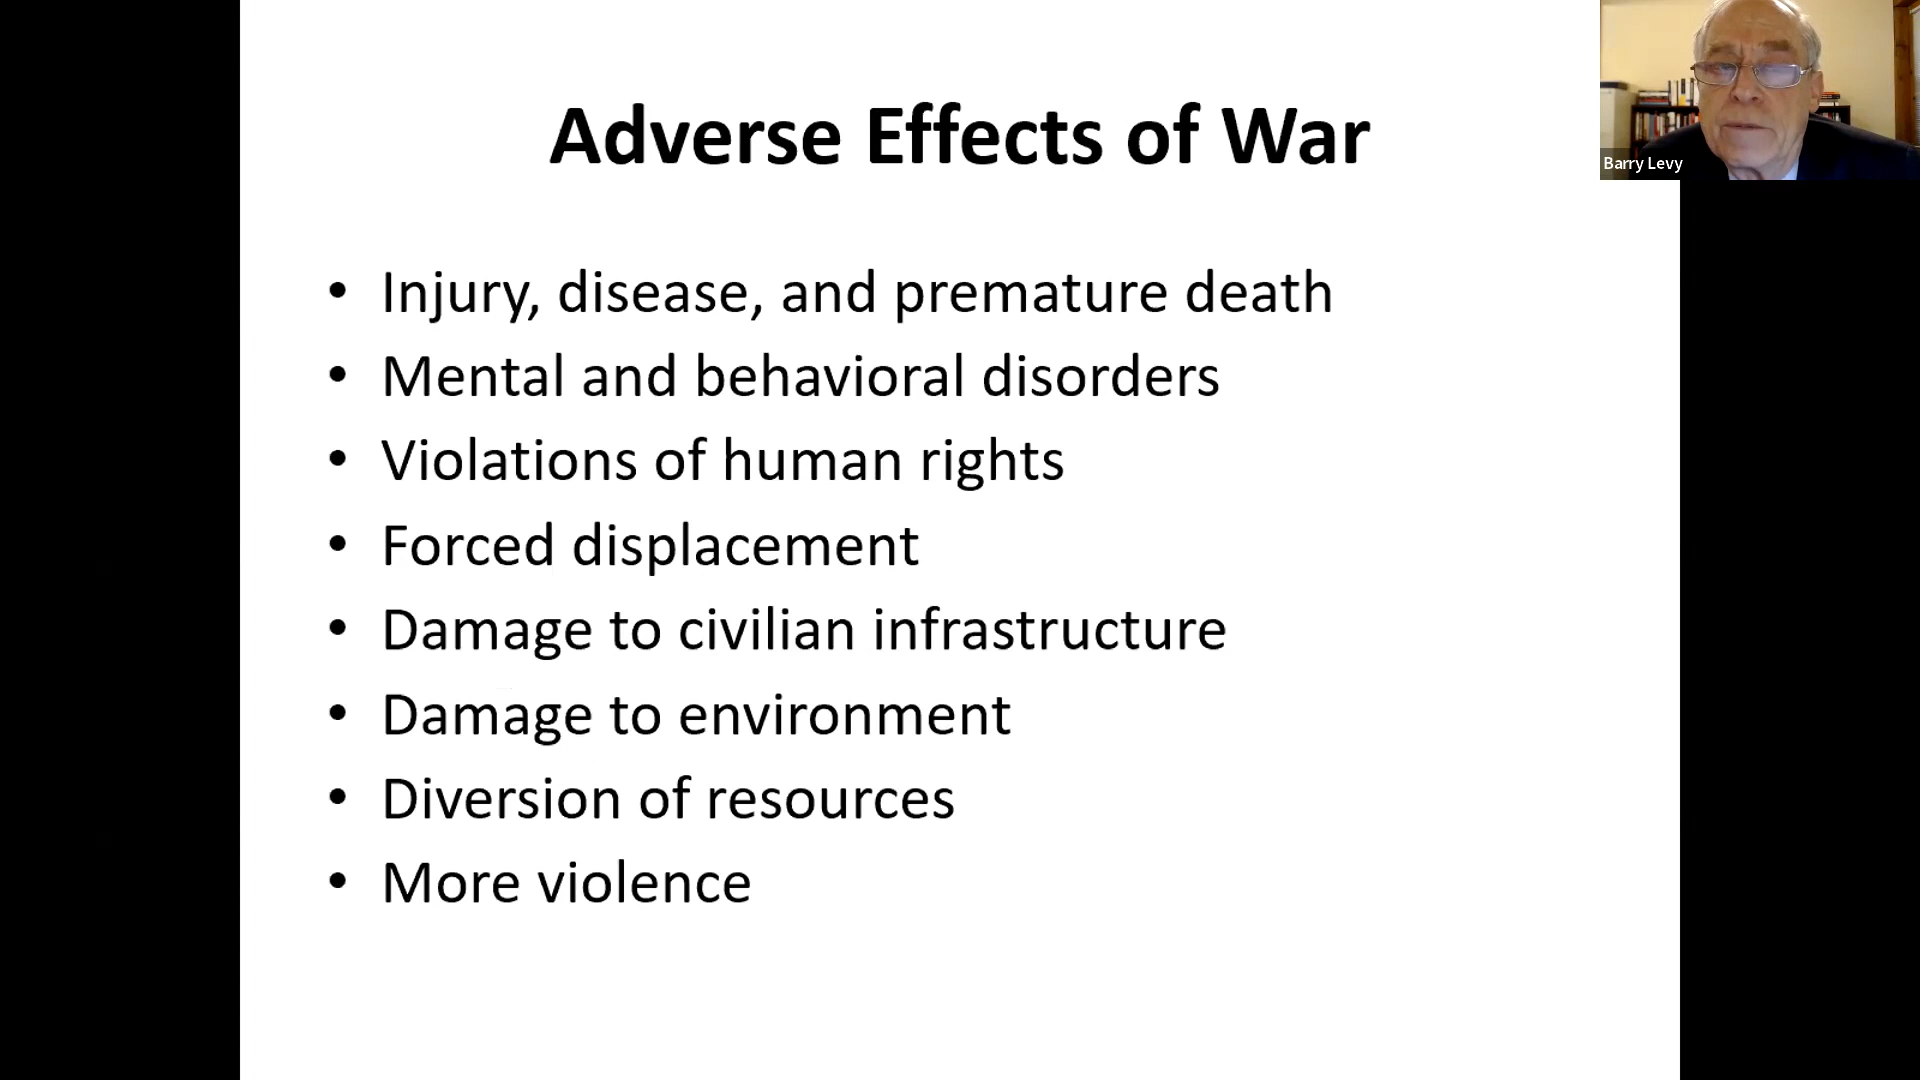 Adverse Effects of War
Barry Levy
• Injury, disease, and premature death
• Mental and behavioral disorders
• Violations of human rights
• Forced displacement
• Damage to civilian infrastructure
• Damage to environment
• Diversion of resources
• More violence